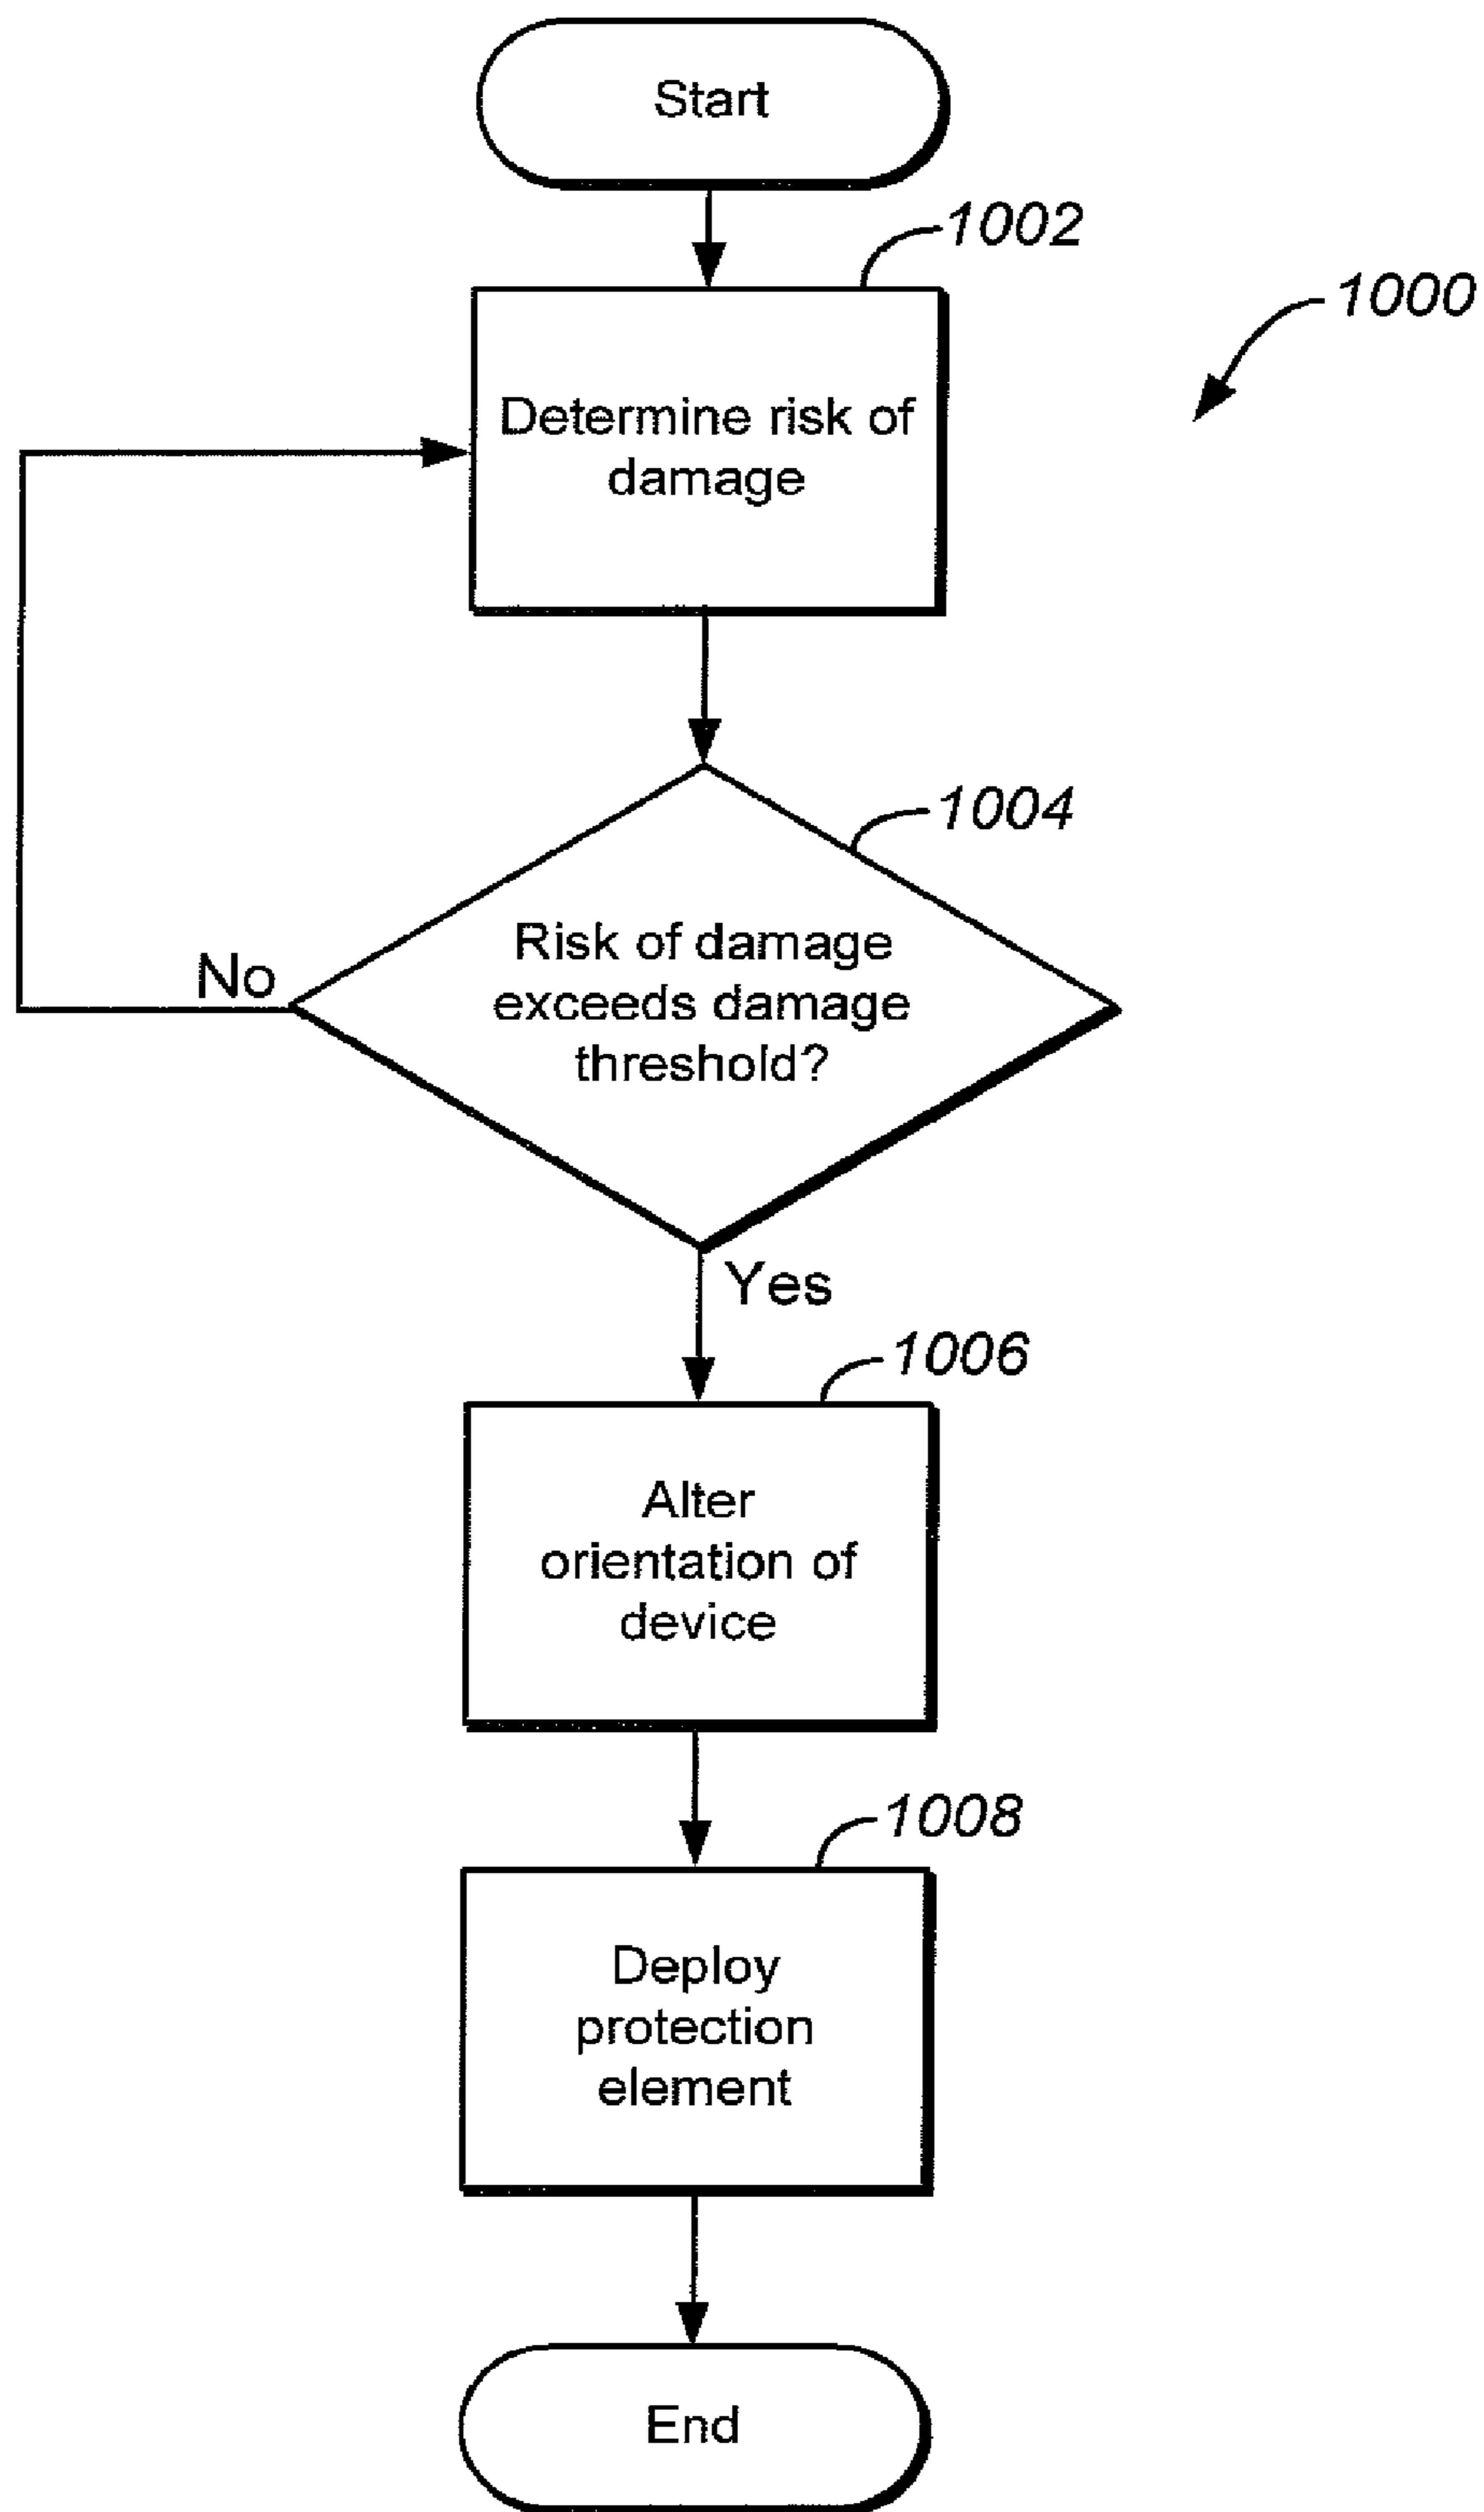 Start
1002
1000
Determine risk of
damage
1004
Risk of damage
exceeds damage
threshold?
No
Yes
1006
Alter
orientation of
device
1008
Deploy
protection
element
End